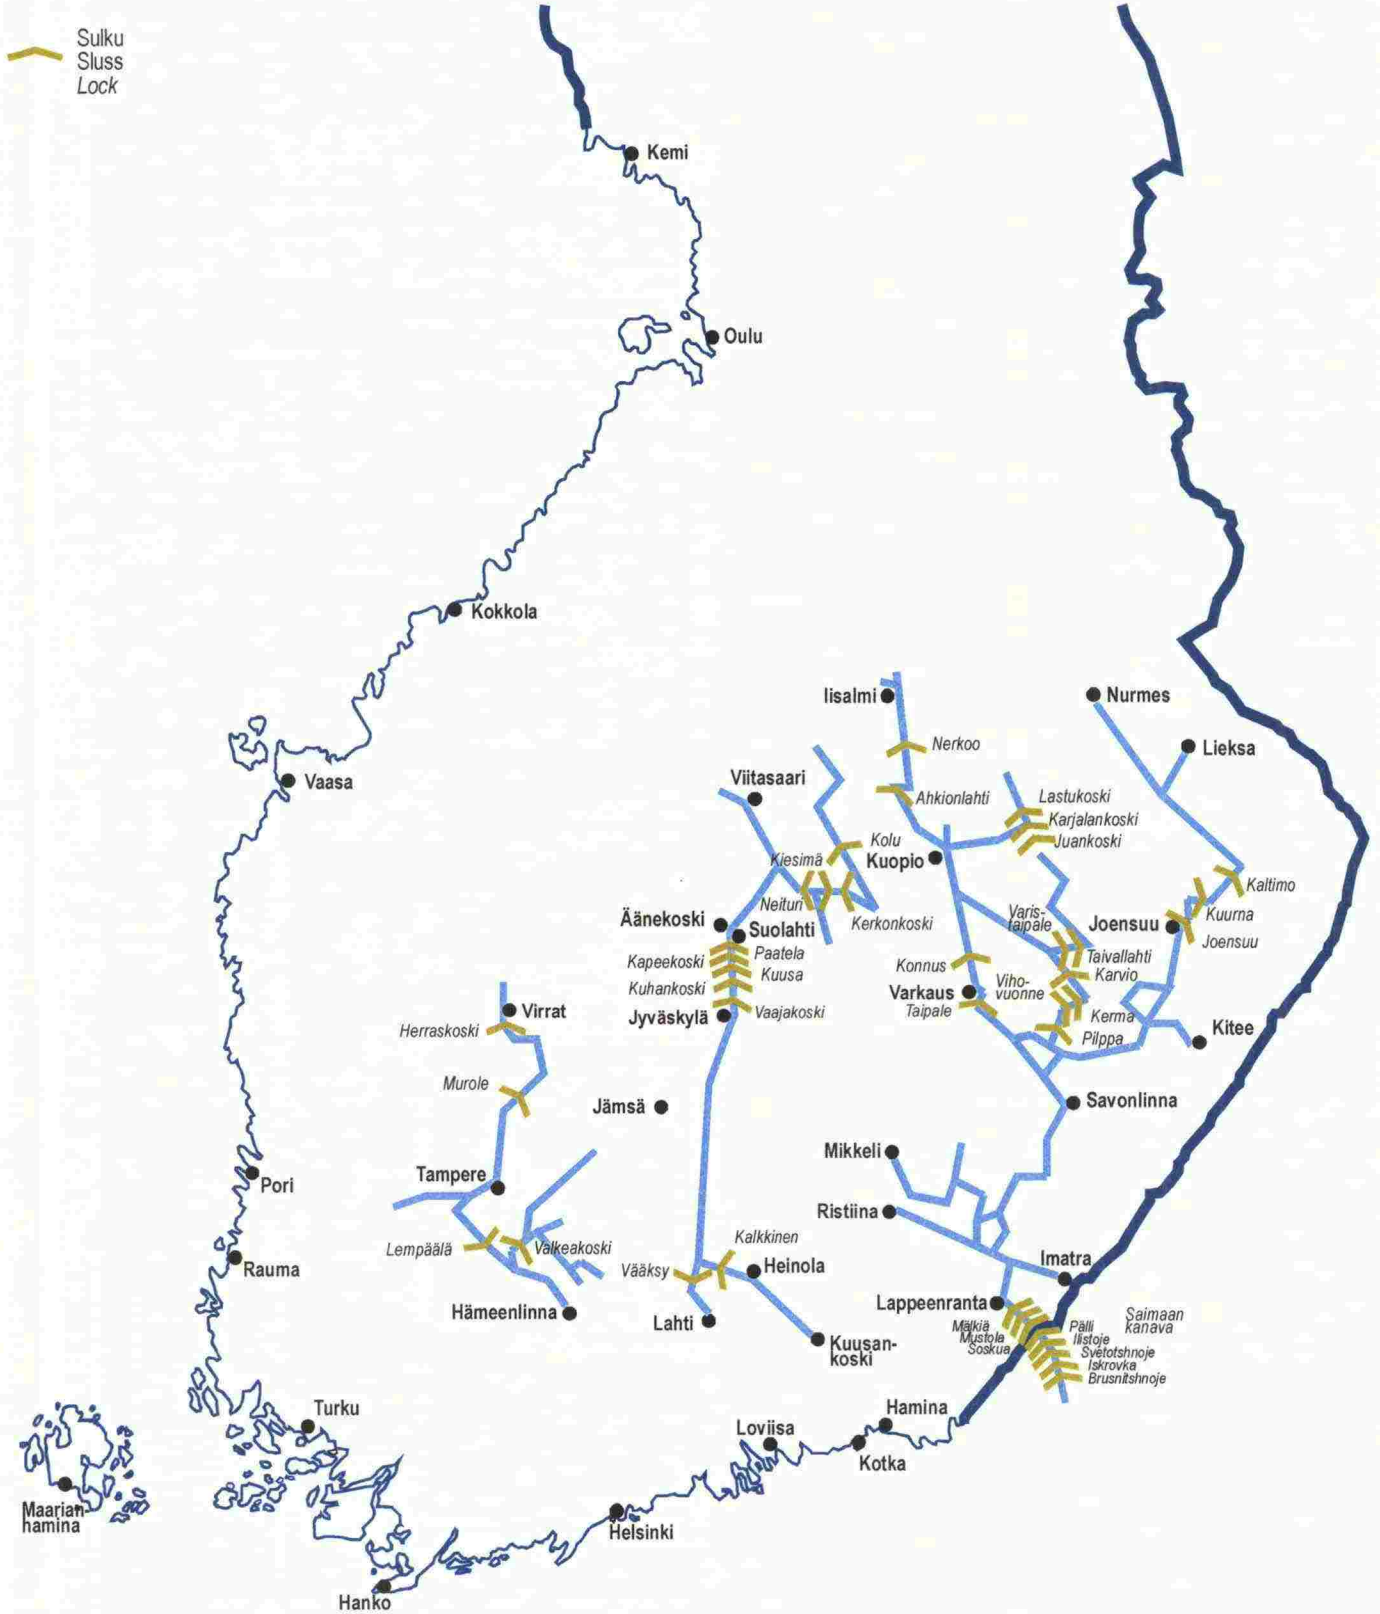 Sulku
Sluss
Lock
Kemi
Oulu
Kokkola
Vaasa
Iisalmi
Nurmes
Nerkoo
Lieksa
Viitasaari
Ahkionlahti
Lastukoski
Karjalankoski
Juankoski
Kolu
Kiesimä
Kuopio
Kaltimo
Neituri
Kerkonkoski
Varis-
taipale
Joensuu
Kuurna
Joensuu
Äänekoski
Suolahti
Paatela
Kapeekoski
Kuusa
Kuhankoski
Vaajakoski
Jyväskylä
Konnus
Taivallahti
Karvio
Viho-
vuonne
Varkaus
Taipale
Kerma
Pilppa
Kitee
Virrat
Herraskoski
Murole
Jämsä
Savonlinna
Mikkeli
Tampere
Pori
Ristiina
Lempäälä
Valkeakoski
Kalkkinen
Vääksy
Heinola
Imatra
Rauma
Hämeenlinna
Lahti
Lappeenranta
Mälkiä
Mustola
Soskua
Pälli
Ilistoje
Svetotshnoje
Iskrovka
Brusnitshnoje
Saimaan
kanava
Kuusan-
koski
Turku
Hamina
Loviisa
Kotka
Maarian-
hamina
Helsinki
Hanko